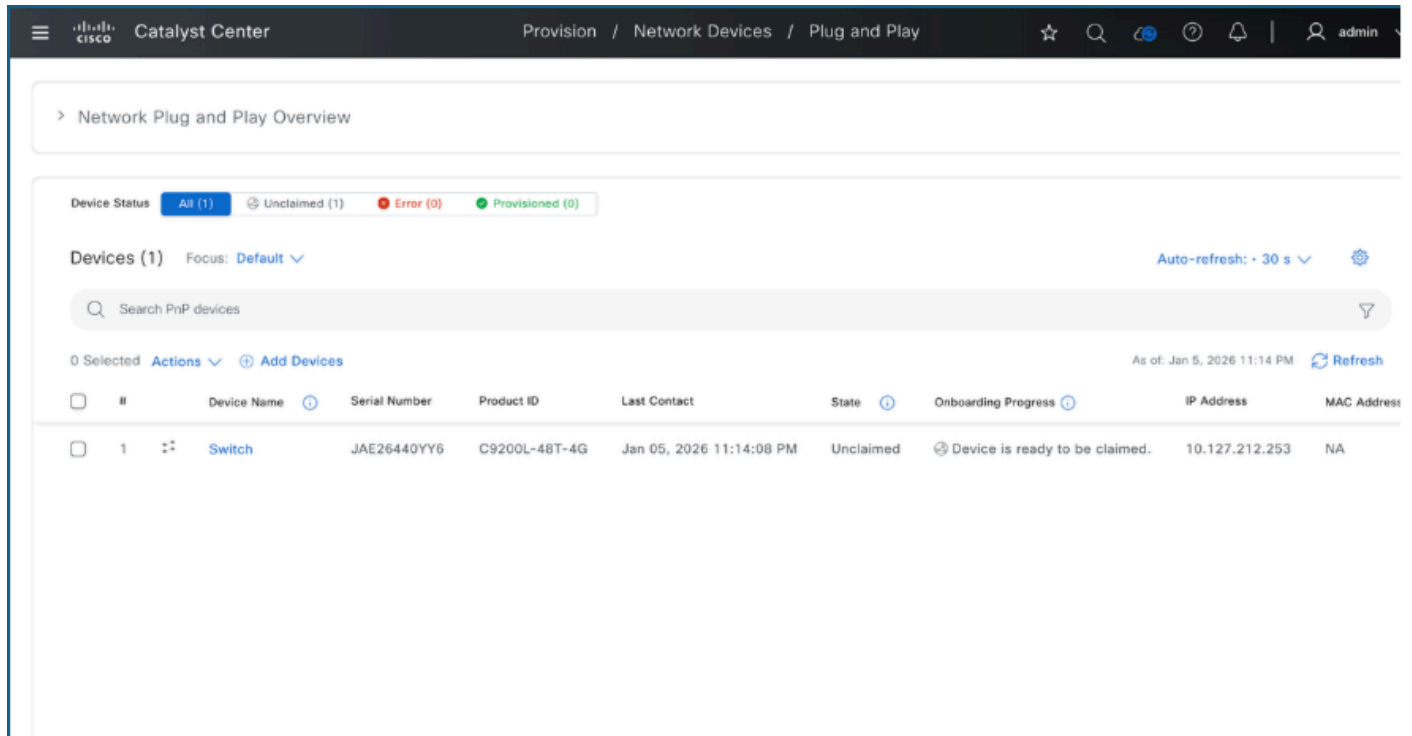 cisco Catalyst Center Provision / Network Devices / Plug and Play admin
Network Plug and Play Overview
Device Status All (1) Unclaimed (1) Error (0) Provisioned (0)
Devices (1) Focus: Default Auto-refresh: • 30 s
Search PnP devices
0 Selected Actions Add Devices As of: Jan 5, 2026 11:14 PM Refresh
# Device Name Serial Number Product ID Last Contact State Onboarding Progress IP Address MAC Address
1 Switch JAE26440YY6 C9200L-48T-4G Jan 05, 2026 11:14:08 PM Unclaimed Device is ready to be claimed. 10.127.212.253 NA